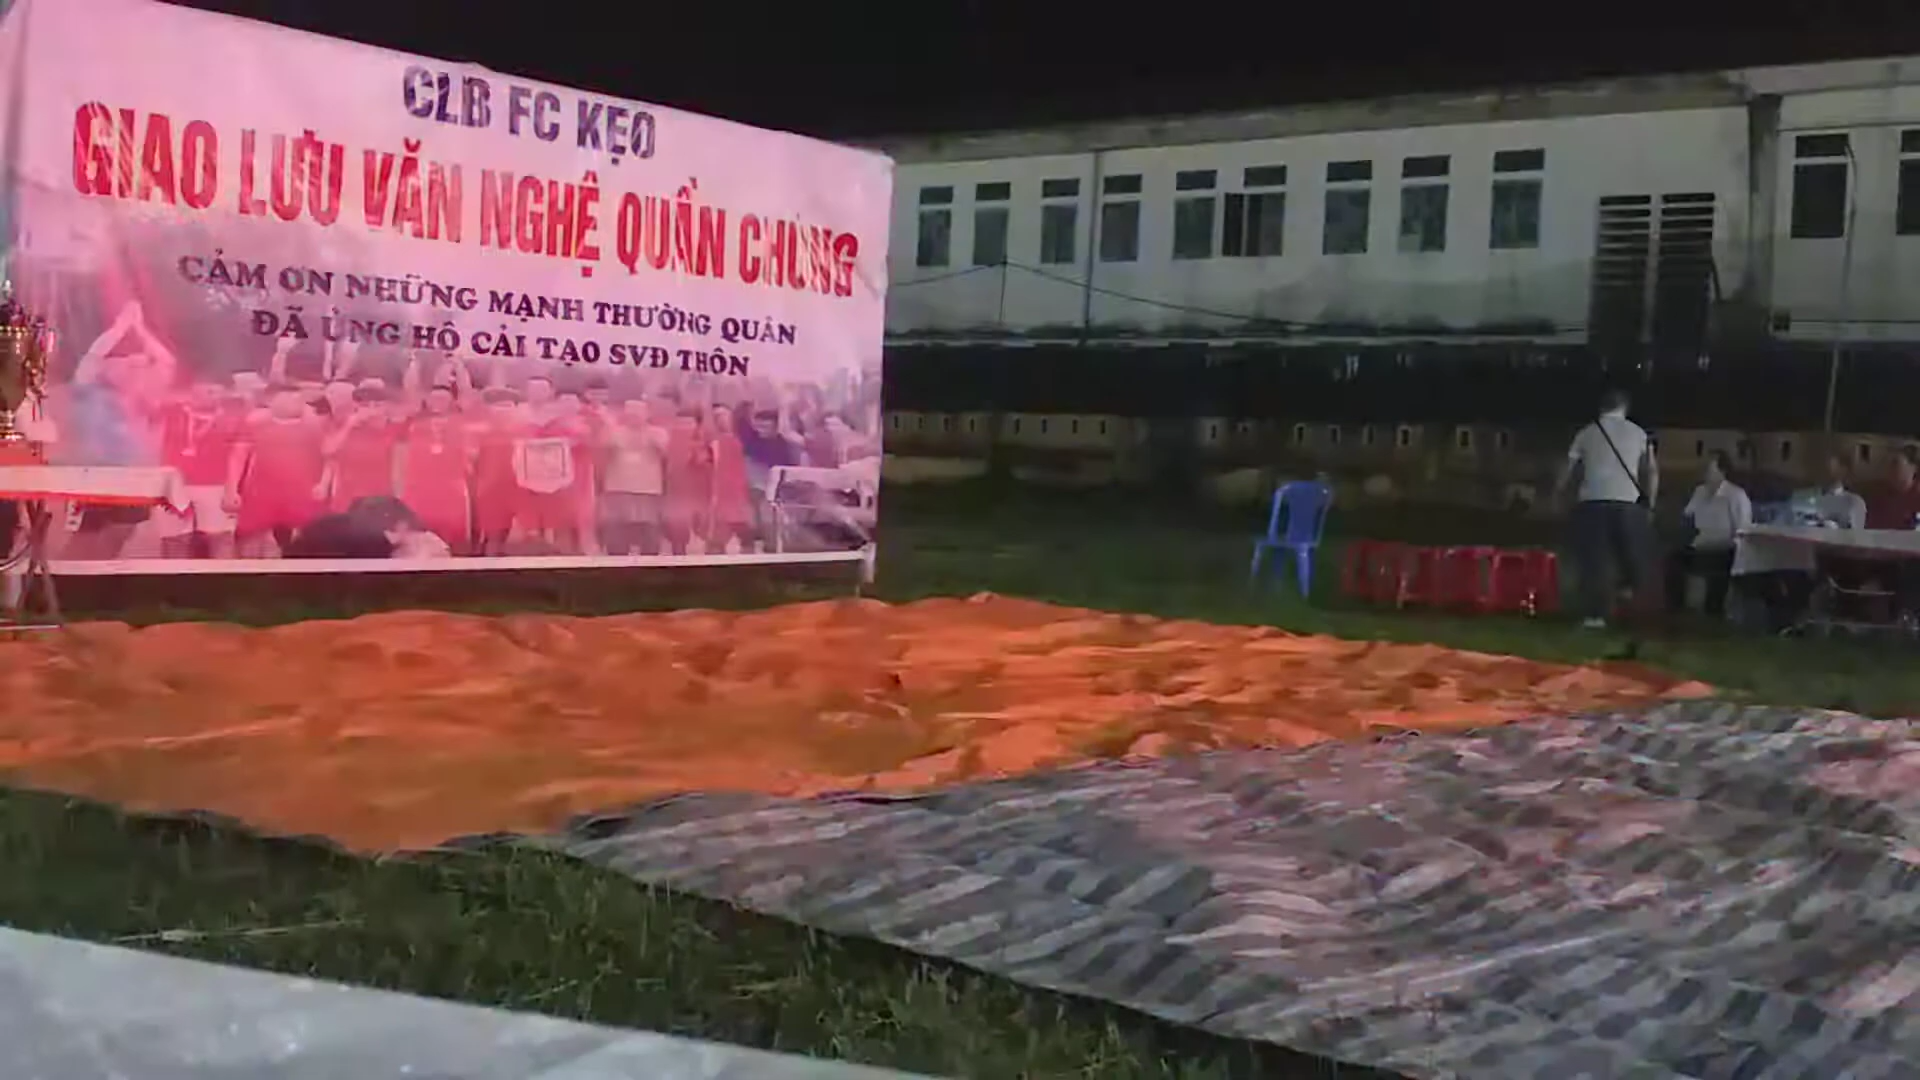 CLB FC KẸO
GIAO LƯU VĂN NGHỆ QUẦN CHÚNG
CẢM ƠN NHỮNG MẠNH THƯỜNG QUÂN
ĐÃ ỦNG HỘ CẢI TẠO SVĐ THÔN